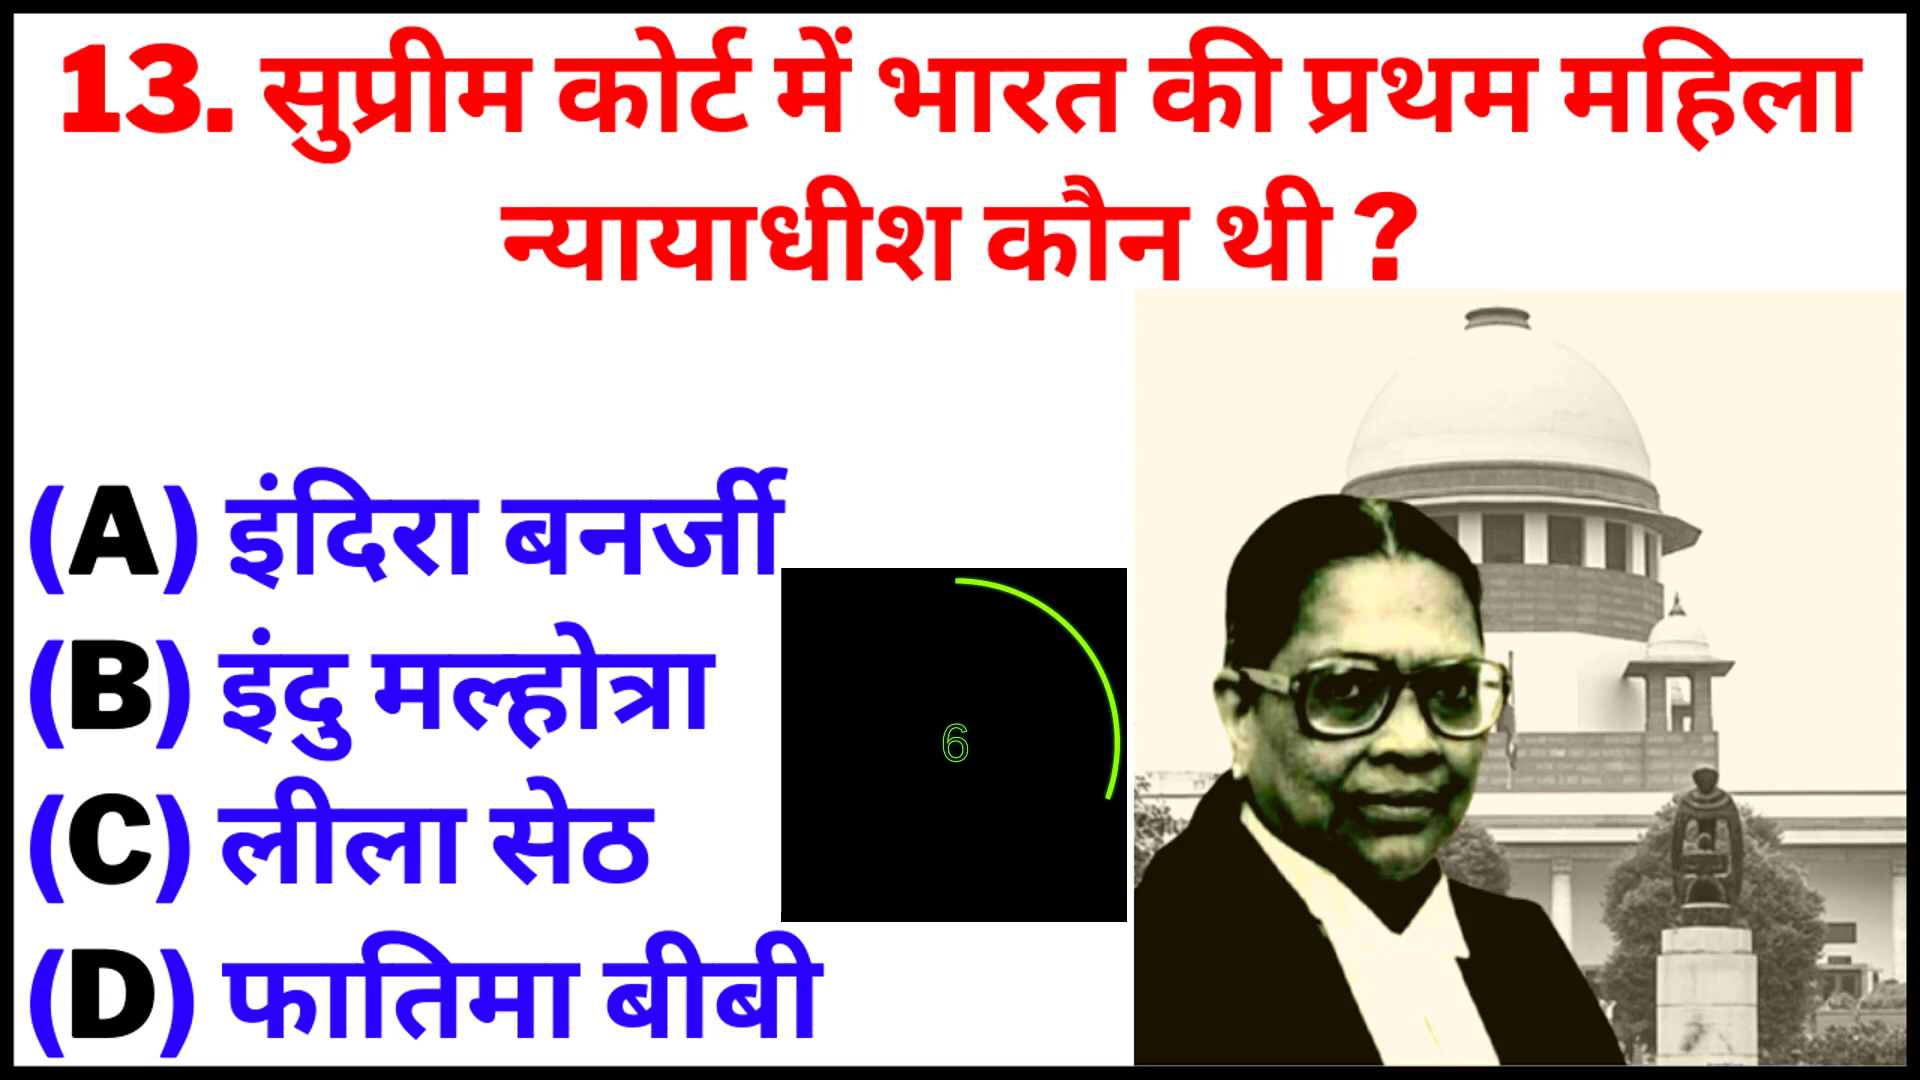 13. सुप्रीम कोर्ट में भारत की प्रथम महिला
न्यायाधीश कौन थी ?
(A) इंदिरा बनर्जी
(B) इंदु मल्होत्रा
6
(C) लीला सेठ
(D) फातिमा बीबी